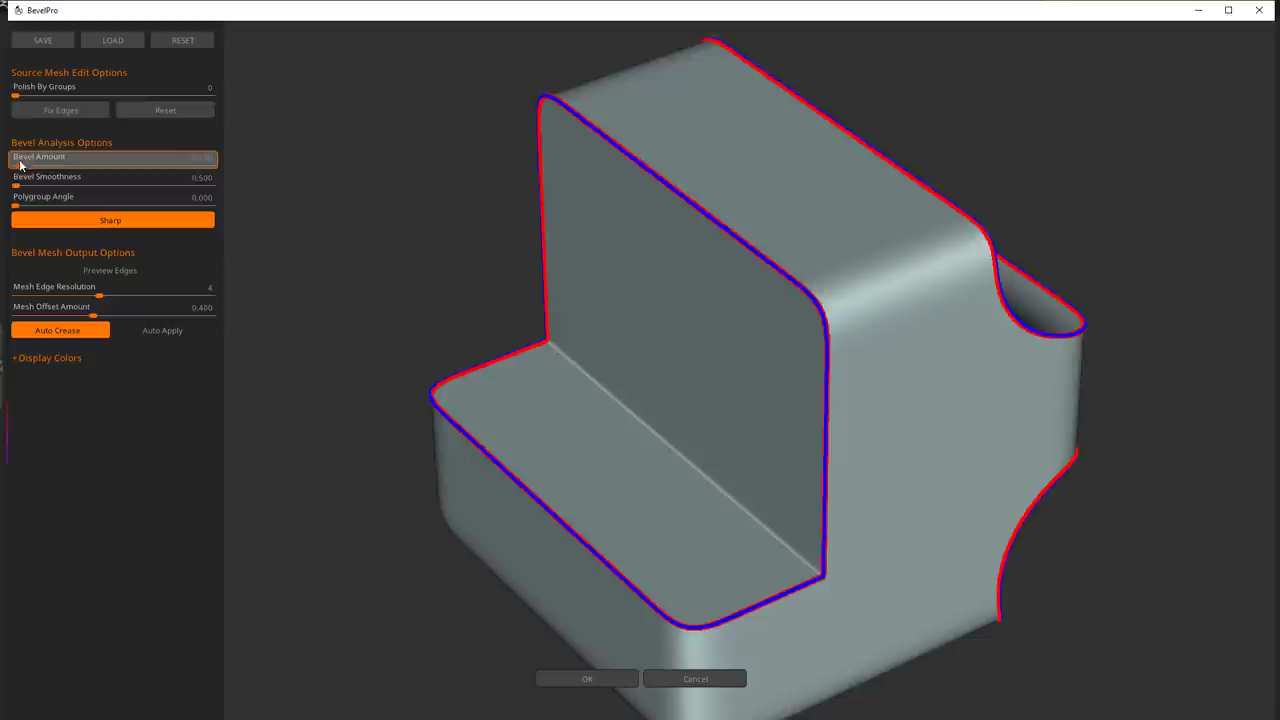 BevelPro
SAVE LOAD RESET
Source Mesh Edit Options
Polish By Groups 0
Fix Edges Reset
Bevel Analysis Options
Bevel Amount
Bevel Smoothness 0.500
Polygroup Angle 0.000
Sharp
Bevel Mesh Output Options
Preview Edges
Mesh Edge Resolution 4
Mesh Offset Amount 0.400
Auto Crease Auto Apply
+Display Colors
OK Cancel